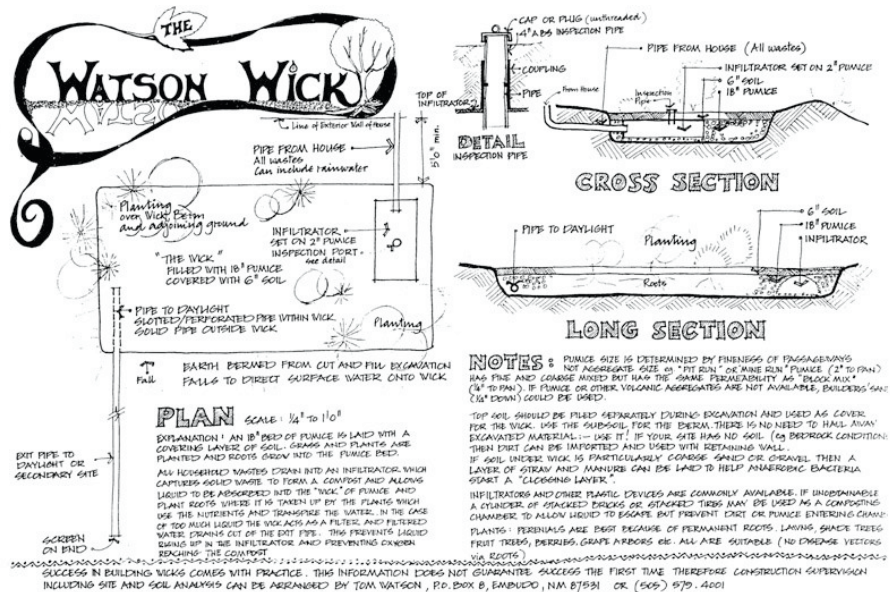 THE
WATSON WICK
Line of Exterior Wall of House
PIPE FROM HOUSE
All wastes
Can include rainwater
5'0" min.
Planting
over Wick Berm
and adjoining ground
"THE WICK"
FILLED WITH 18" PUMICE
COVERED WITH 6" SOIL
INFILTRATOR
SET ON 2" PUMICE
INSPECTION PORT -
see detail
PIPE TO DAYLIGHT
SLOTTED/PERFORATED PIPE WITHIN WICK
SOLID PIPE OUTSIDE WICK
Planting
Fall
EARTH BERMED FROM CUT AND FILL EXCAVATION
FALLS TO DIRECT SURFACE WATER ONTO WICK
EXIT PIPE TO
DAYLIGHT OR
SECONDARY SITE
SCREEN
ON END
PLAN SCALE: 1/4" TO 1'0"
EXPLANATION: AN 18" BED OF PUMICE IS LAID WITH A
COVERING LAYER OF SOIL. GRASS AND PLANTS ARE
PLANTED AND ROOTS GROW INTO THE PUMICE BED.
ALL HOUSEHOLD WASTES DRAIN INTO AN INFILTRATOR WHICH
CAPTURES SOLID WASTE TO FORM A COMPOST AND ALLOWS
LIQUID TO BE ABSORBED INTO THE "WICK" OF PUMICE AND
PLANT ROOTS WHERE IT IS TAKEN UP BY THE PLANTS WHICH
USE THE NUTRIENTS AND TRANSPIRE THE WATER. IN THE CASE
OF TOO MUCH LIQUID THE WICK ACTS AS A FILTER AND FILTERED
WATER DRAINS OUT OF THE EXIT PIPE. THIS PREVENTS LIQUID
RISING UP IN THE INFILTRATOR AND PREVENTING OXYGEN
REACHING THE COMPOST
CAP OR PLUG (unthreaded)
4" ABS INSPECTION PIPE
COUPLING
PIPE
TOP OF
INFILTRATOR
DETAIL
INSPECTION PIPE
PIPE FROM HOUSE (All wastes)
INFILTRATOR SET ON 2" PUMICE
6" SOIL
18" PUMICE
From House
Inspection
Pipe
CROSS SECTION
PIPE TO DAYLIGHT
Planting
6" SOIL
18" PUMICE
INFILTRATOR
Roots
LONG SECTION
NOTES: PUMICE SIZE IS DETERMINED BY FINENESS OF PASSAGEWAYS
NOT AGGREGATE SIZE eg "PIT RUN" OR "MINE RUN" PUMICE (2" TO PAN)
HAS FINE AND COARSE MIXED BUT HAS THE SAME PERMEABILITY AS "BLOCK MIX"
TO PAN). IF PUMICE OR OTHER VOLCANIC AGGREGATES ARE NOT AVAILABLE, BUILDERS' SAND
(1/4" DOWN) COULD BE USED.
TOP SOIL SHOULD BE PILED SEPARATELY DURING EXCAVATION AND USED AS COVER
FOR THE WICK. USE THE SUBSOIL FOR THE BERM. THERE IS NO NEED TO HAUL AWAY
EXCAVATED MATERIAL:- USE IT! IF YOUR SITE HAS NO SOIL (eg BEDROCK CONDITION
THEN DIRT CAN BE IMPORTED AND USED WITH RETAINING WALL.
IF SOIL UNDER WICK IS PARTICULARLY COARSE SAND OR GRAVEL THEN A
LAYER OF STRAW AND MANURE CAN BE LAID TO HELP ANAEROBIC BACTERIA
START A "CLOGGING LAYER".
INFILTRATORS AND OTHER PLASTIC DEVICES ARE COMMONLY AVAILABLE. IF UNOBTAINABLE
A CYLINDER OF STACKED BRICKS OR STACKED TIRES MAY BE USED AS A COMPOSTING
CHAMBER TO ALLOW LIQUID TO ESCAPE BUT PREVENT DIRT OR PUMICE ENTERING CHAMB
PLANTS: PERENIALS ARE BEST BECAUSE OF PERMANENT ROOTS. LAWNS, SHADE TREES
FRUIT TREES, BERRIES, GRAPE ARBORS etc. ALL ARE SUITABLE (NO DISEASE VECTORS
via ROOTS)
SUCCESS IN BUILDING WICKS COMES WITH PRACTICE. THIS INFORMATION DOES NOT GUARANTEE SUCCESS THE FIRST TIME THEREFORE CONSTRUCTION SUPERVISION
INCLUDING SITE AND SOIL ANALYSIS CAN BE ARRANGED BY TOM WATSON, P.O. BOX 8, EMBUDO, NM 87531 OR (505) 579.4001